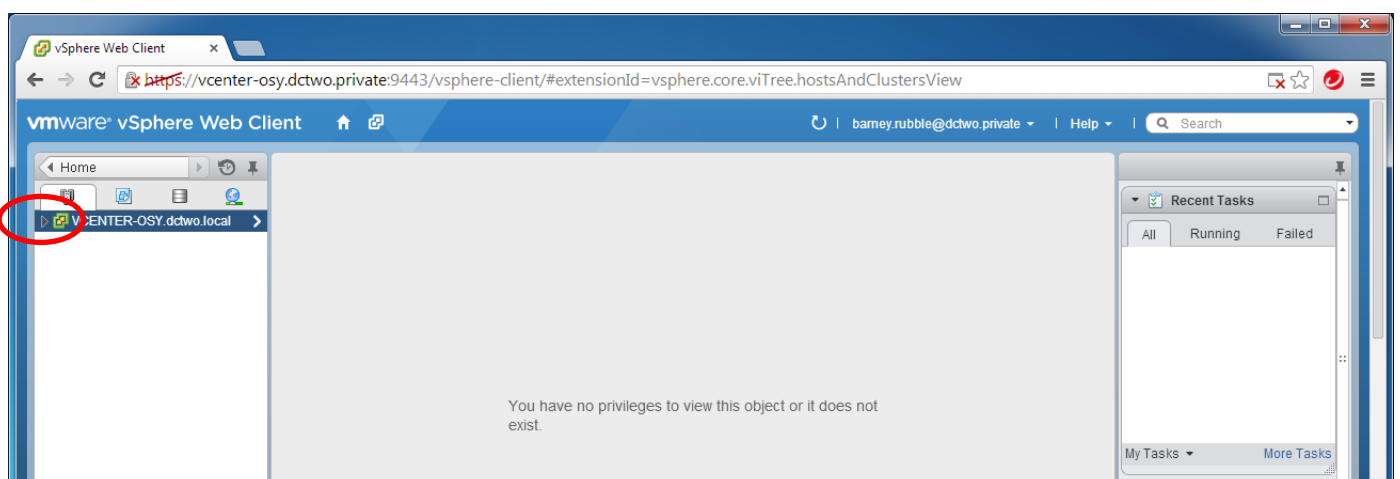 vSphere Web Client
https://vcenter-osy.dctwo.private:9443/vsphere-client/#extensionId=vsphere.core.viTree.hostsAndClustersView
vmware® vSphere Web Client
barney.rubble@dctwo.private
Help
Search
Home
VCENTER-OSY.dctwo.local
You have no privileges to view this object or it does not
exist.
Recent Tasks
All Running Failed
My Tasks More Tasks